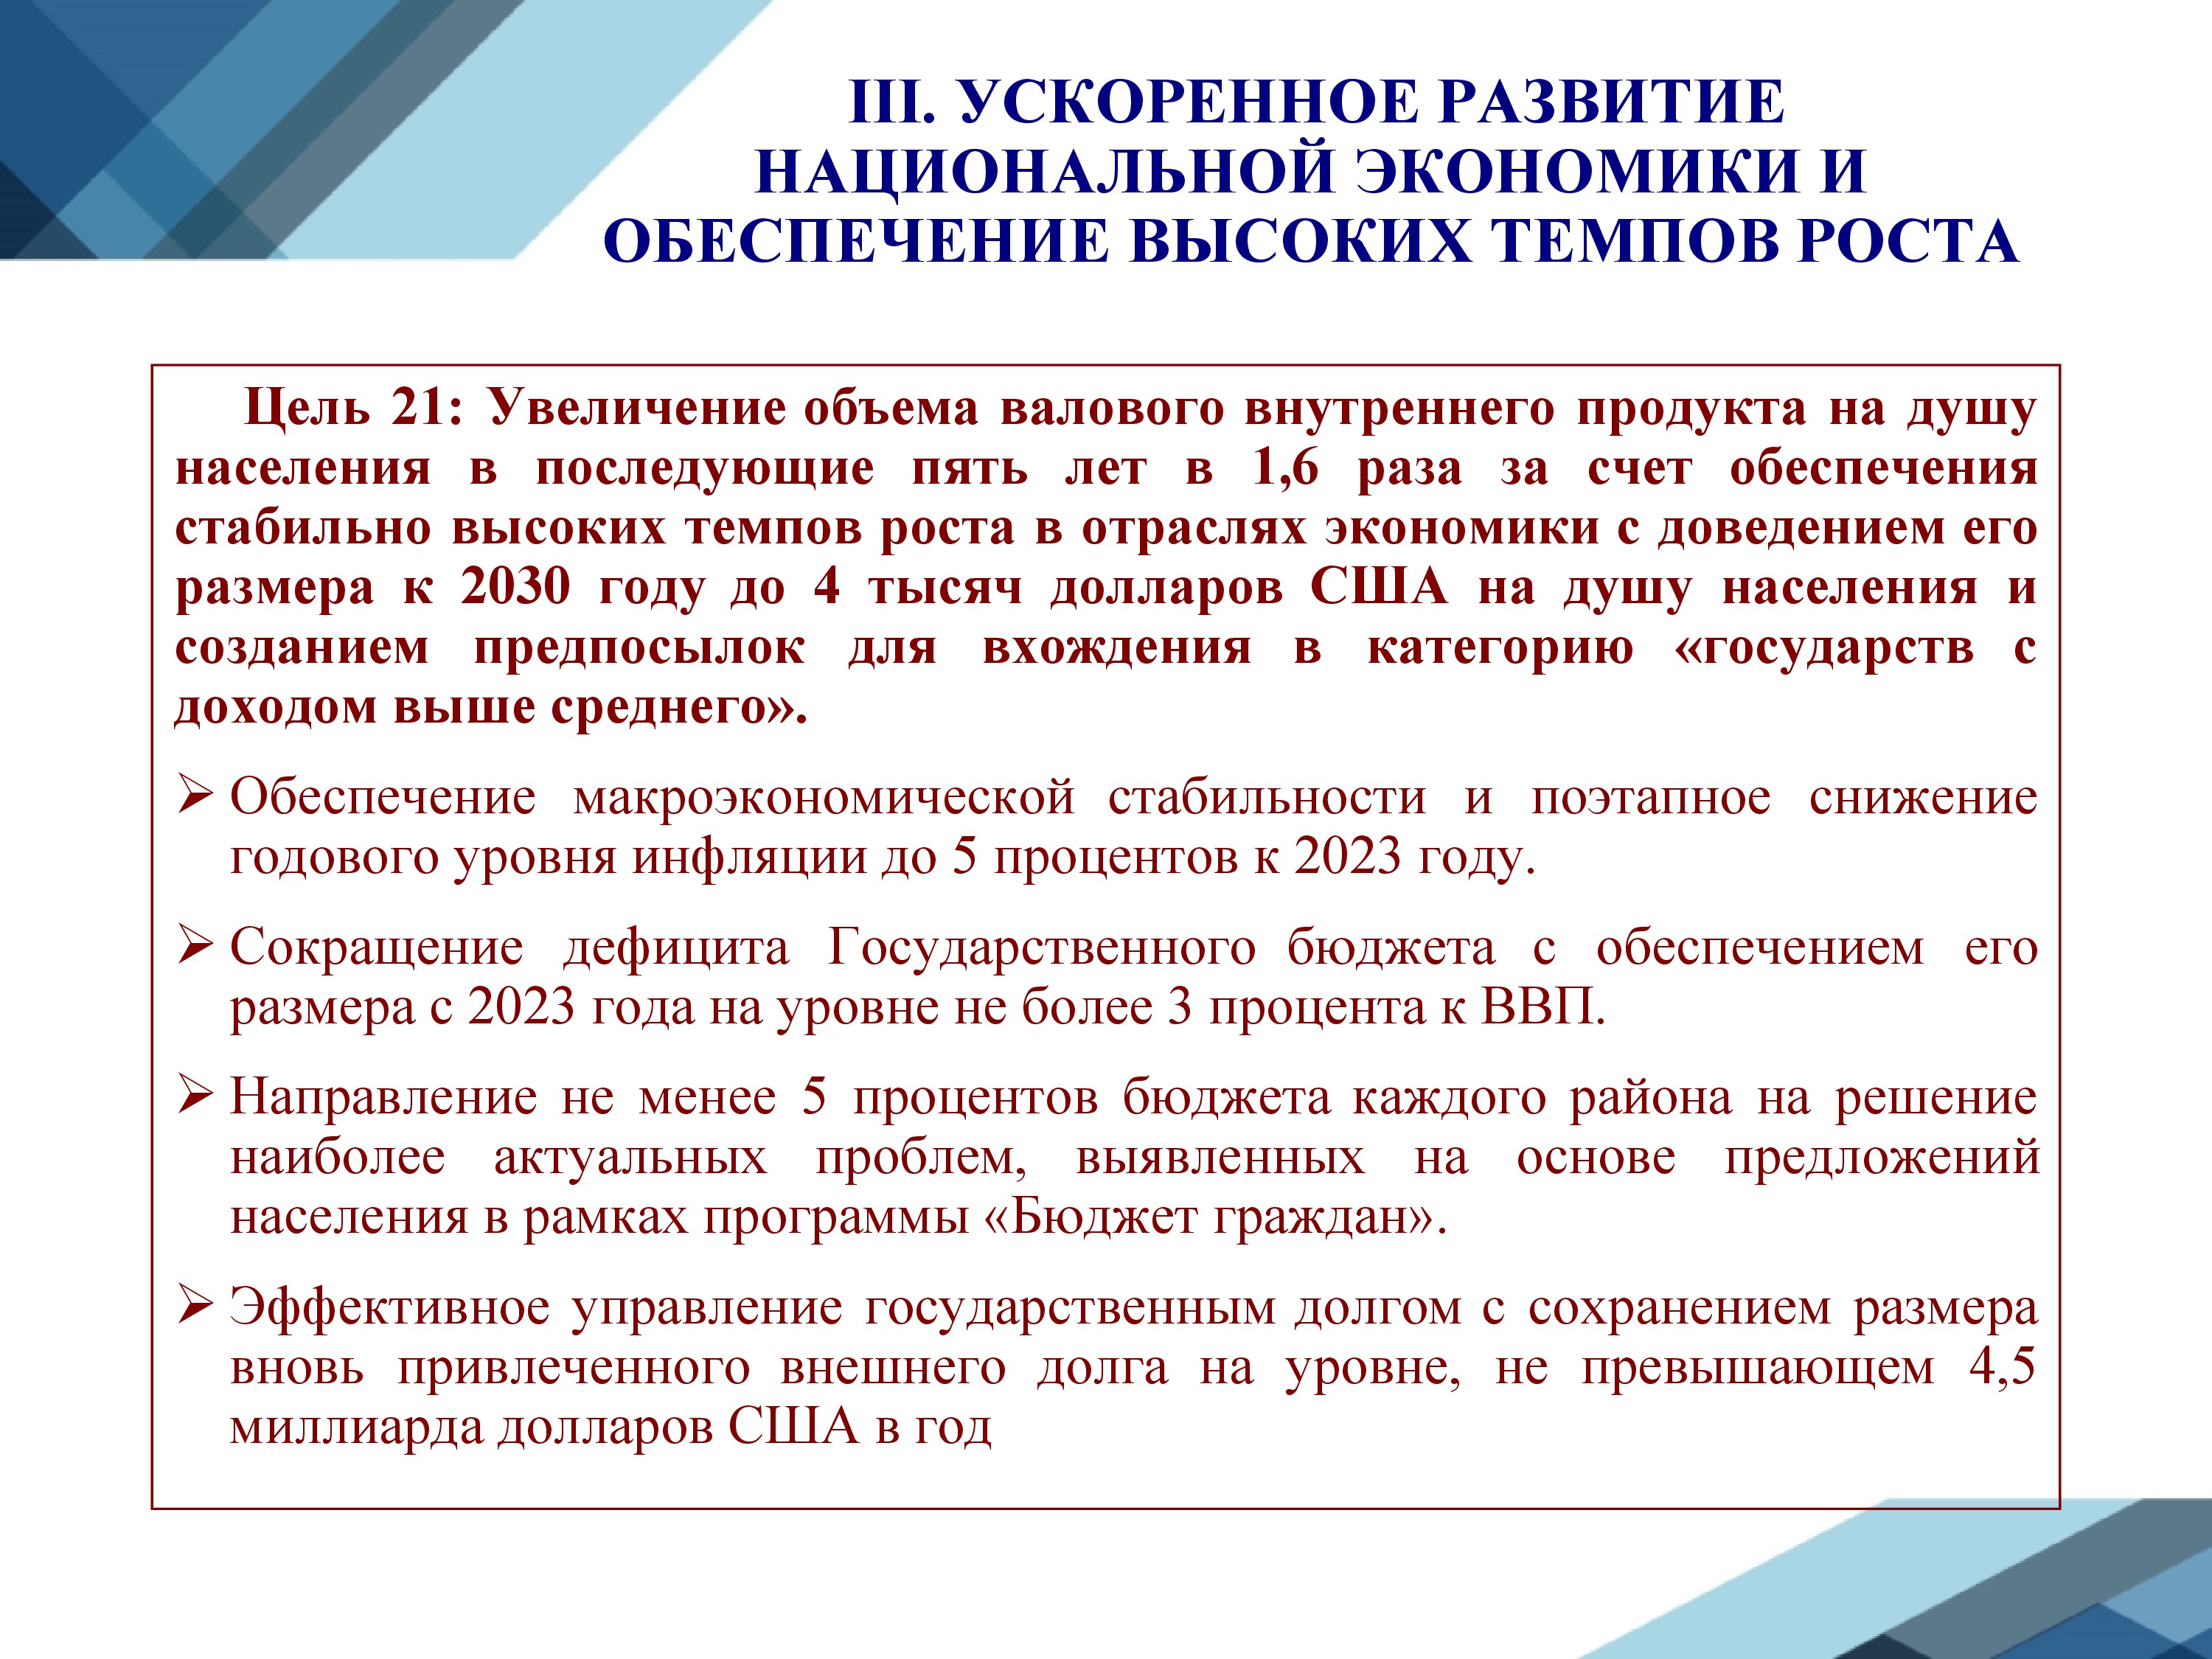 III. УСКОРЕННОЕ РАЗВИТИЕ
НАЦИОНАЛЬНОЙ ЭКОНОМИКИ И
ОБЕСПЕЧЕНИЕ ВЫСОКИХ ТЕМПОВ РОСТА
Цель 21: Увеличение объема валового внутреннего продукта на душу
населения в последующие пять лет в 1,6 раза за счет обеспечения
стабильно высоких темпов роста в отраслях экономики с доведением его
размера к 2030 году до 4 тысяч долларов США на душу населения и
созданием предпосылок для вхождения в категорию «государств с
доходом выше среднего».
➢ Обеспечение макроэкономической стабильности и поэтапное снижение
годового уровня инфляции до 5 процентов к 2023 году.
➢ Сокращение дефицита Государственного бюджета с обеспечением его
размера с 2023 года на уровне не более 3 процента к ВВП.
➢ Направление не менее 5 процентов бюджета каждого района на решение
наиболее актуальных проблем, выявленных на основе предложений
населения в рамках программы «Бюджет граждан».
➢ Эффективное управление государственным долгом с сохранением размера
вновь привлеченного внешнего долга на уровне, не превышающем 4,5
миллиарда долларов США в год